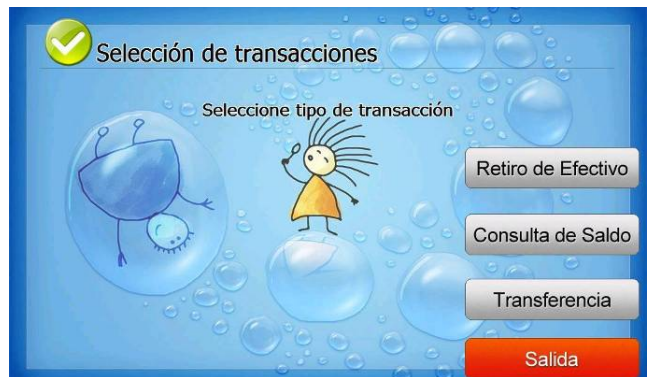 Selección de transacciones
Seleccione tipo de transacción
Retiro de Efectivo
Consulta de Saldo
Transferencia
Salida